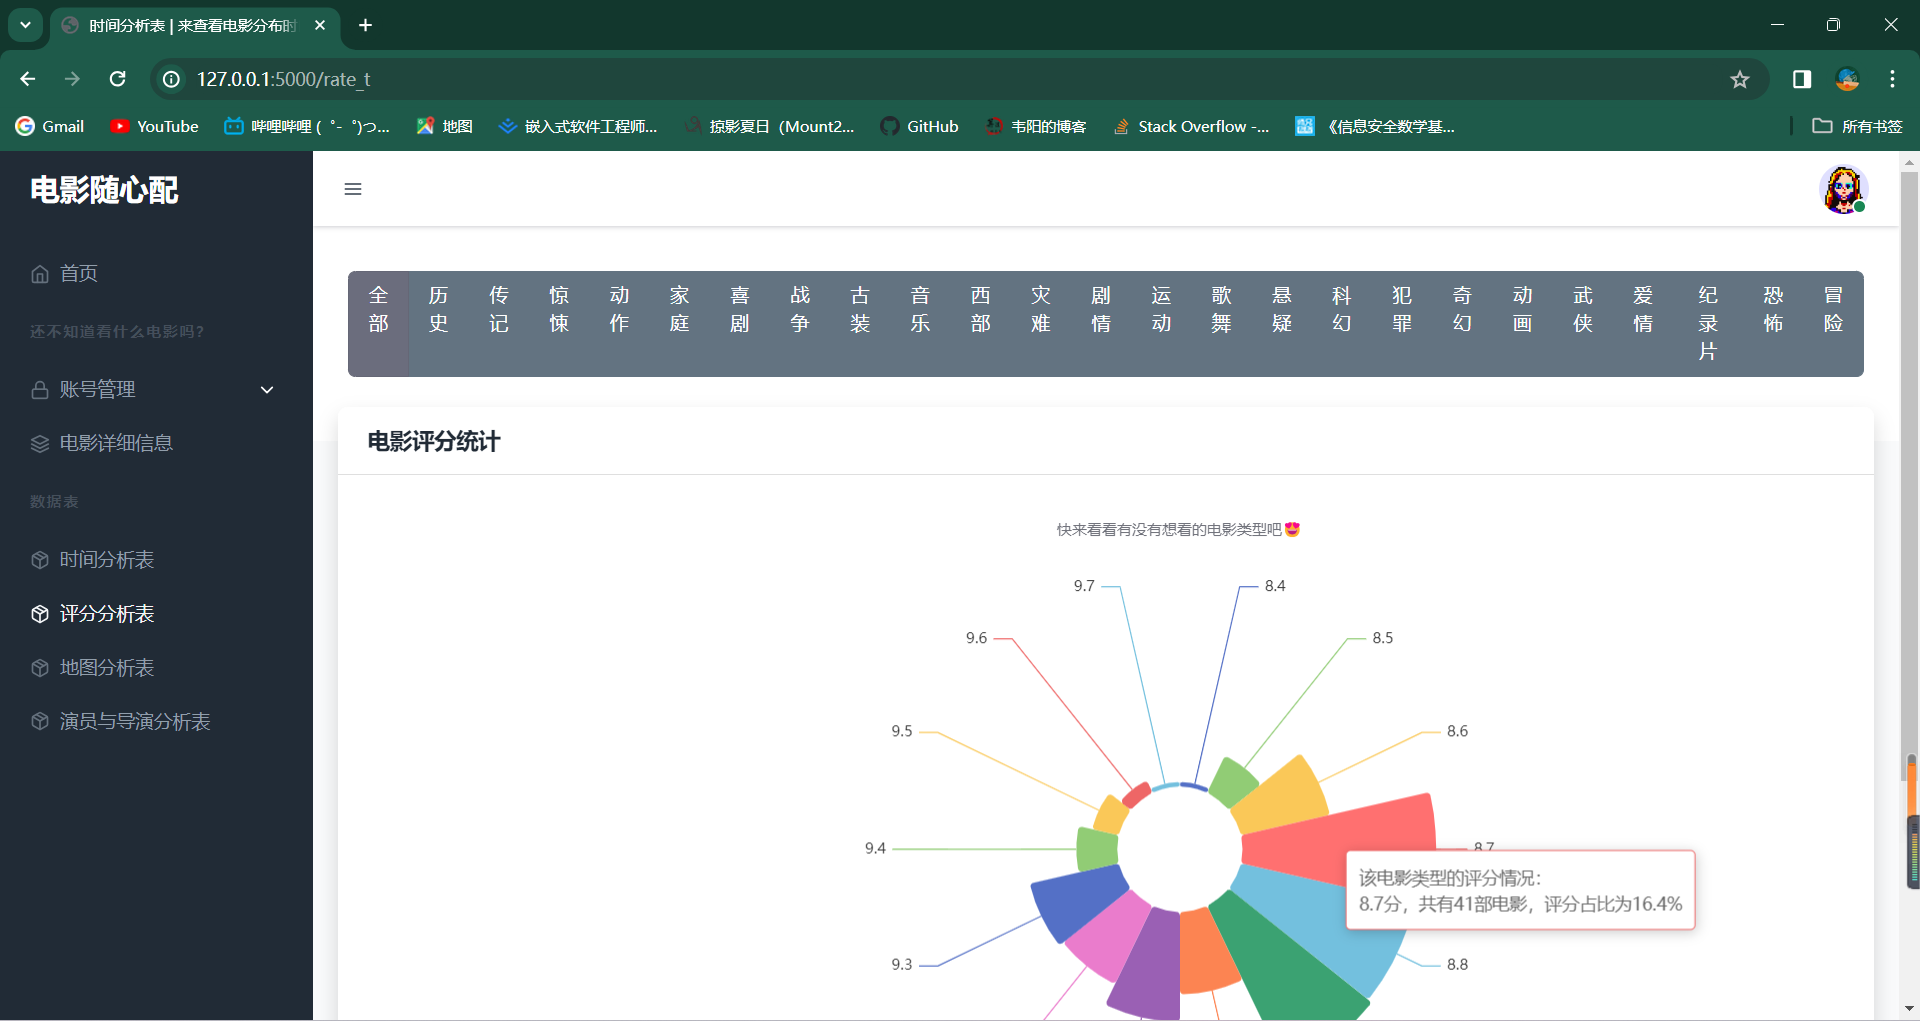 时间分析表 | 来查看电影分布时
127.0.0.1:5000/rate_t
Gmail
YouTube
哔哩哔哩 (゜-゜)つ...
地图
嵌入式软件工程师...
掠影夏日（Mount2...
GitHub
韦阳的博客
Stack Overflow -...
《信息安全数学基...
所有书签
电影随心配
首页
还不知道看什么电影吗?
账号管理
电影详细信息
数据表
时间分析表
评分分析表
地图分析表
演员与导演分析表
全部
历史
传记
惊悚
动作
家庭
喜剧
战争
古装
音乐
西部
灾难
剧情
运动
歌舞
悬疑
科幻
犯罪
奇幻
动画
武侠
爱情
纪录片
恐怖
冒险
电影评分统计
快来看看有没有想看的电影类型吧😍
9.7
8.4
9.6
8.5
9.5
8.6
9.4
8.7
该电影类型的评分情况:
8.7分，共有41部电影，评分占比为16.4%
9.3
8.8